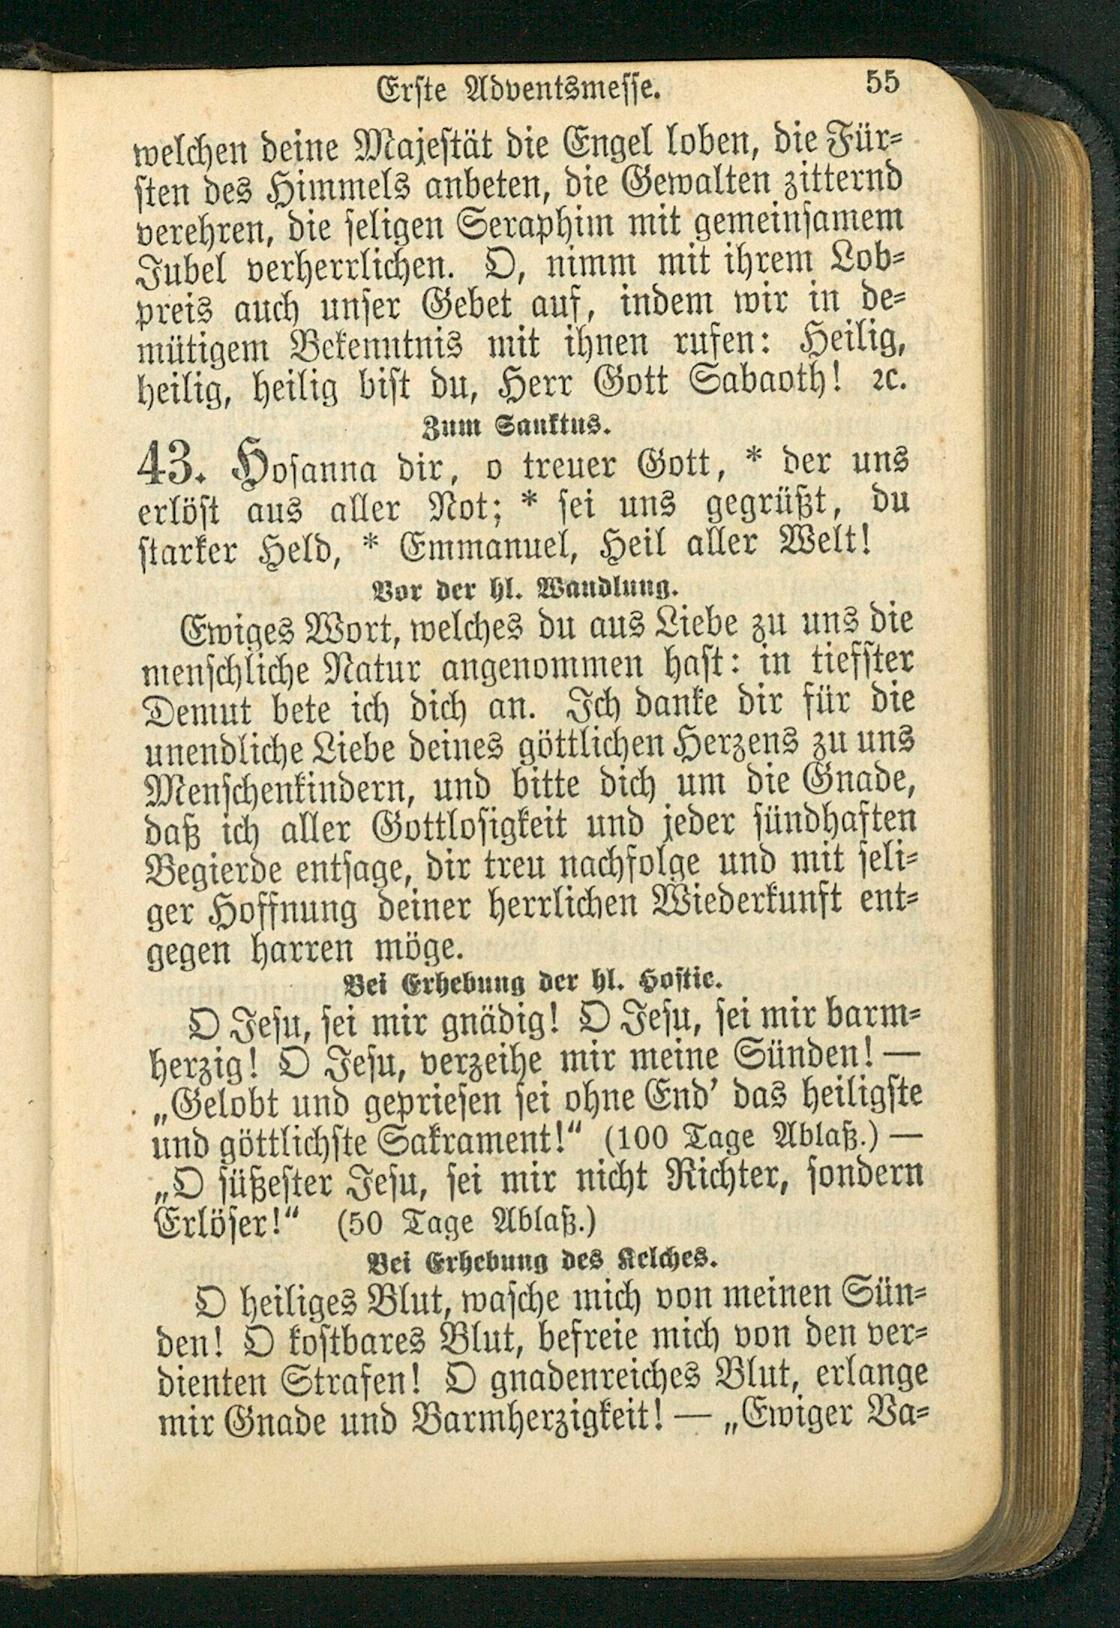 Erste Adventsmesse. 55
welchen deine Majestät die Engel loben, die Für-
sten des Himmels anbeten, die Gewalten zitternd
verehren, die seligen Seraphim mit gemeinsamem
Jubel verherrlichen. O, nimm mit ihrem Lob-
preis auch unser Gebet auf, indem wir in de-
mütigem Bekenntnis mit ihnen rufen: Heilig,
heilig, heilig bist du, Herr Gott Sabaoth! ꝛc.
Zum Sanktus.
43. Hosanna dir, o treuer Gott, * der uns
erlöst aus aller Not; * sei uns gegrüßt, du
starker Held, * Emmanuel, Heil aller Welt!
Vor der hl. Wandlung.
Ewiges Wort, welches du aus Liebe zu uns die
menschliche Natur angenommen hast: in tiefster
Demut bete ich dich an. Ich danke dir für die
unendliche Liebe deines göttlichen Herzens zu uns
Menschenkindern, und bitte dich um die Gnade,
daß ich aller Gottlosigkeit und jeder sündhaften
Begierde entsage, dir treu nachfolge und mit seli-
ger Hoffnung deiner herrlichen Wiederkunft ent-
gegen harren möge.
Bei Erhebung der hl. Hostie.
O Jesu, sei mir gnädig! O Jesu, sei mir barm-
herzig! O Jesu, verzeihe mir meine Sünden! —
„Gelobt und gepriesen sei ohne End’ das heiligste
und göttlichste Sakrament!“ (100 Tage Ablaß.) —
„O süßester Jesu, sei mir nicht Richter, sondern
Erlöser!“ (50 Tage Ablaß.)
Bei Erhebung des Kelches.
O heiliges Blut, wasche mich von meinen Sün-
den! O kostbares Blut, befreie mich von den ver-
dienten Strafen! O gnadenreiches Blut, erlange
mir Gnade und Barmherzigkeit! — „Ewiger Va-